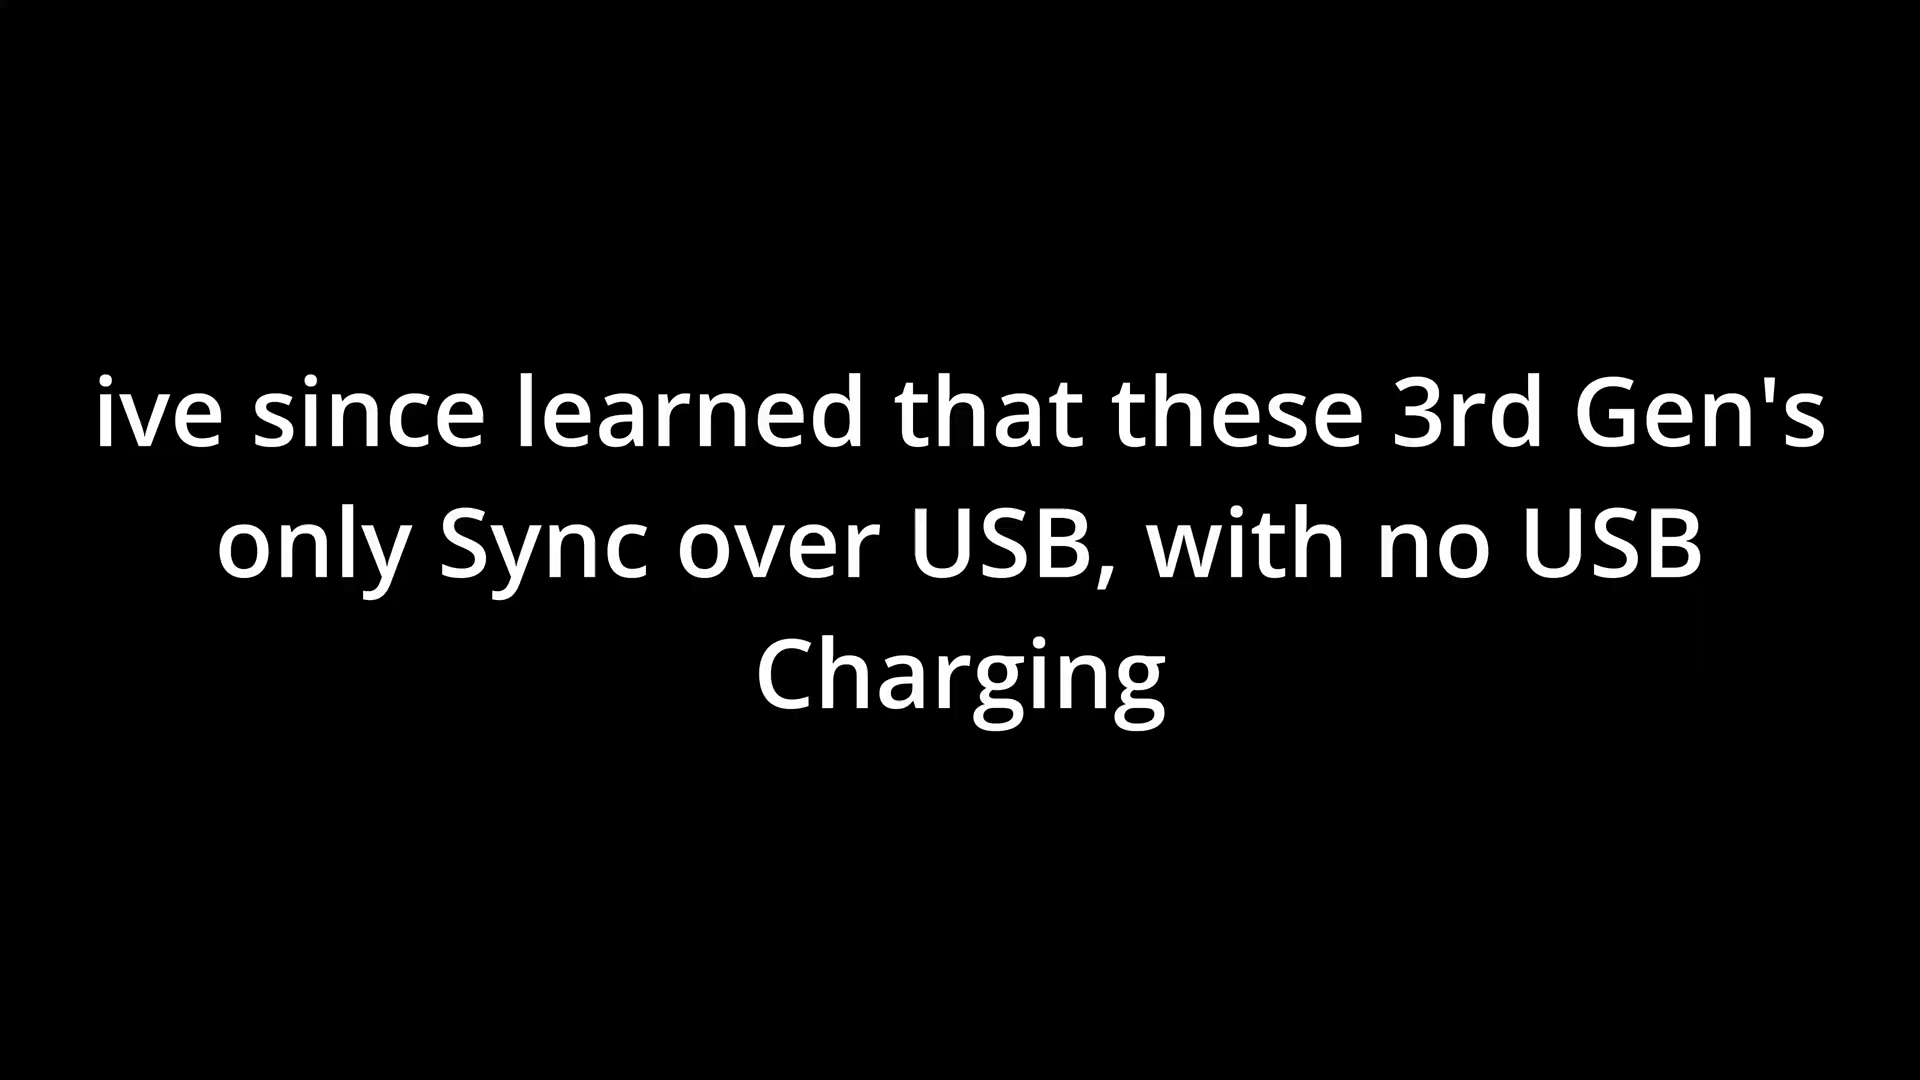 ive since learned that these 3rd Gen's
only Sync over USB, with no USB
Charging